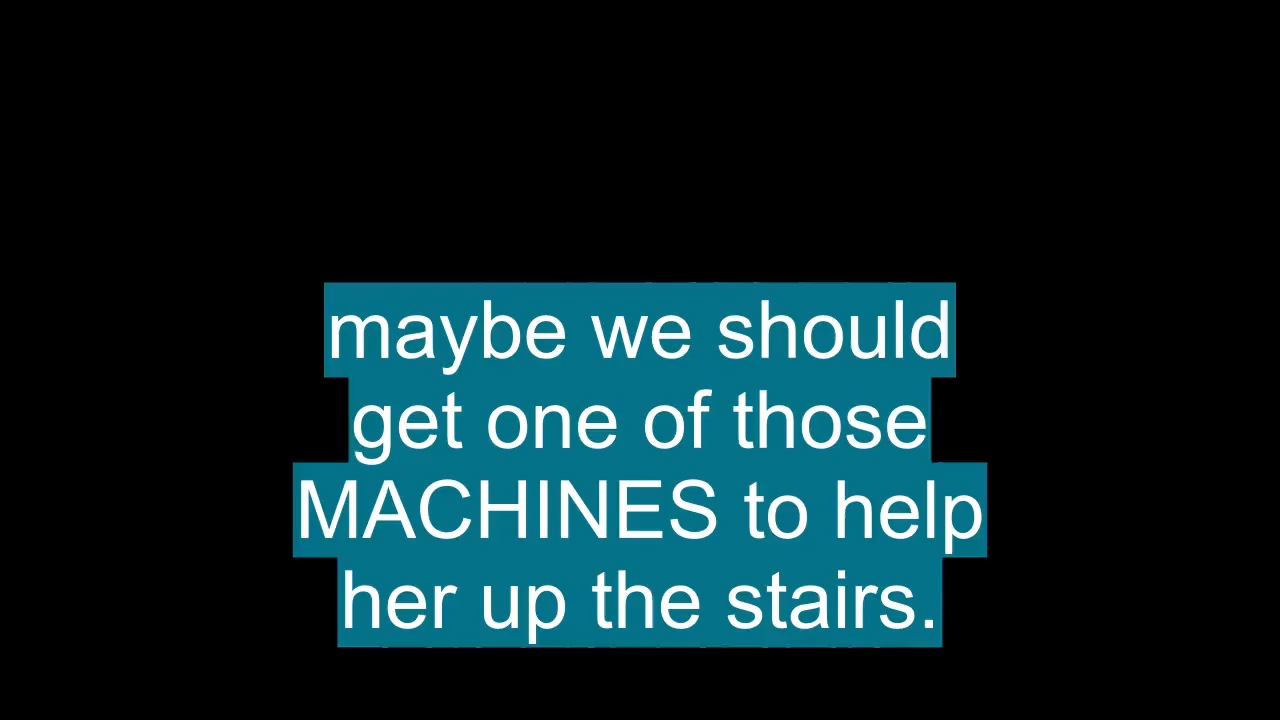 maybe we should
get one of those
MACHINES to help
her up the stairs.